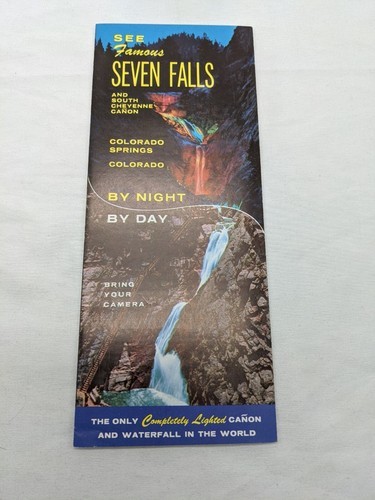 SEE
Famous
SEVEN FALLS
AND
SOUTH
CHEYENNE
CAÑON
COLORADO
SPRINGS
COLORADO
BY NIGHT
BY DAY
BRING
YOUR
CAMERA
THE ONLY Completely Lighted CAÑON
AND WATERFALL IN THE WORLD